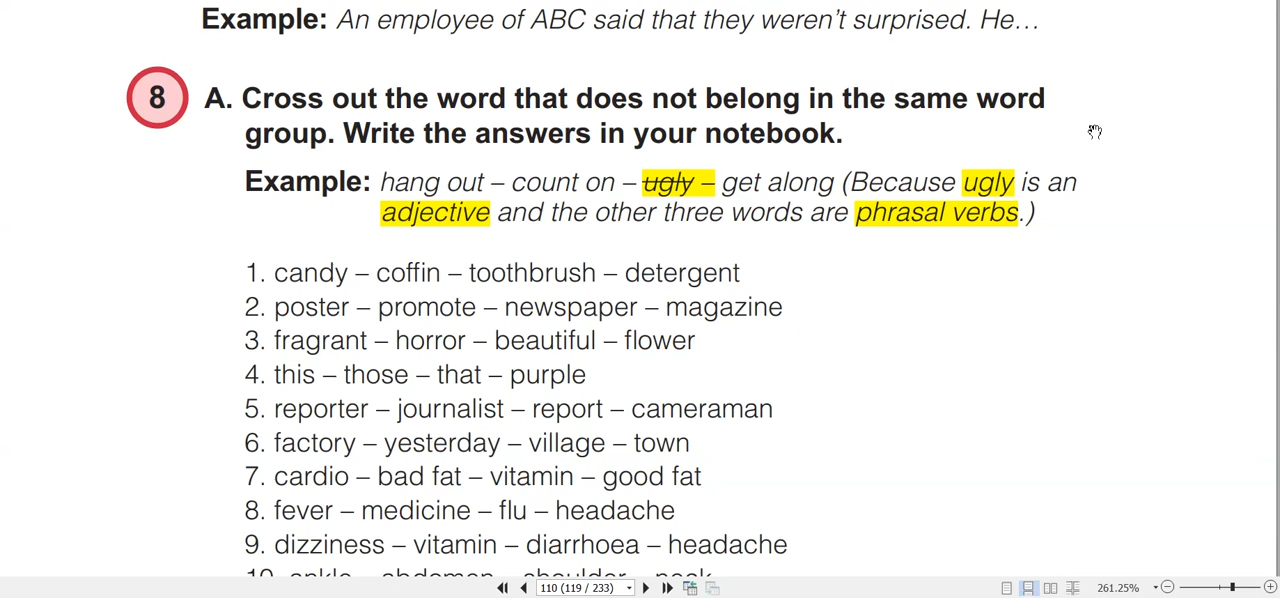 Example: An employee of ABC said that they weren't surprised. He…
8
A. Cross out the word that does not belong in the same word
group. Write the answers in your notebook.
Example: hang out – count on – ugly – get along (Because ugly is an
adjective and the other three words are phrasal verbs.)
1. candy – coffin – toothbrush – detergent
2. poster – promote – newspaper – magazine
3. fragrant – horror – beautiful – flower
4. this – those – that – purple
5. reporter – journalist – report – cameraman
6. factory – yesterday – village – town
7. cardio – bad fat – vitamin – good fat
8. fever – medicine – flu – headache
9. dizziness – vitamin – diarrhoea – headache
10. ankle – abdomen – shoulder – neck
110 (119 / 233)
261.25%